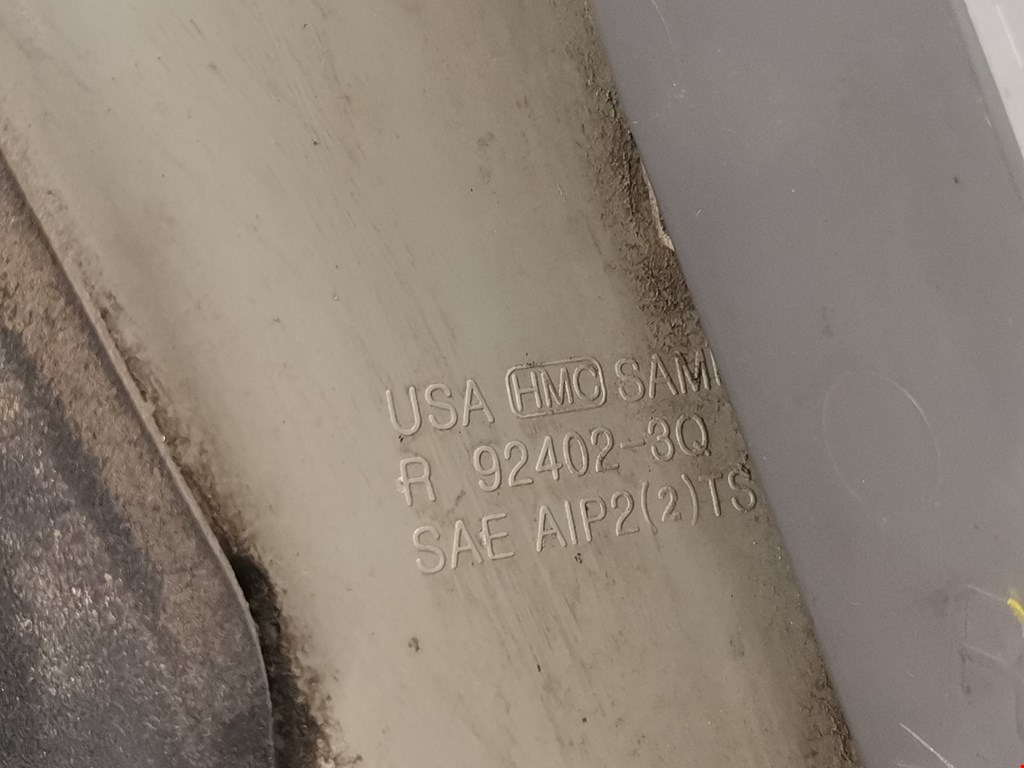 USA HMC SAM
R 92402-3Q
SAE AIP2(2)TS